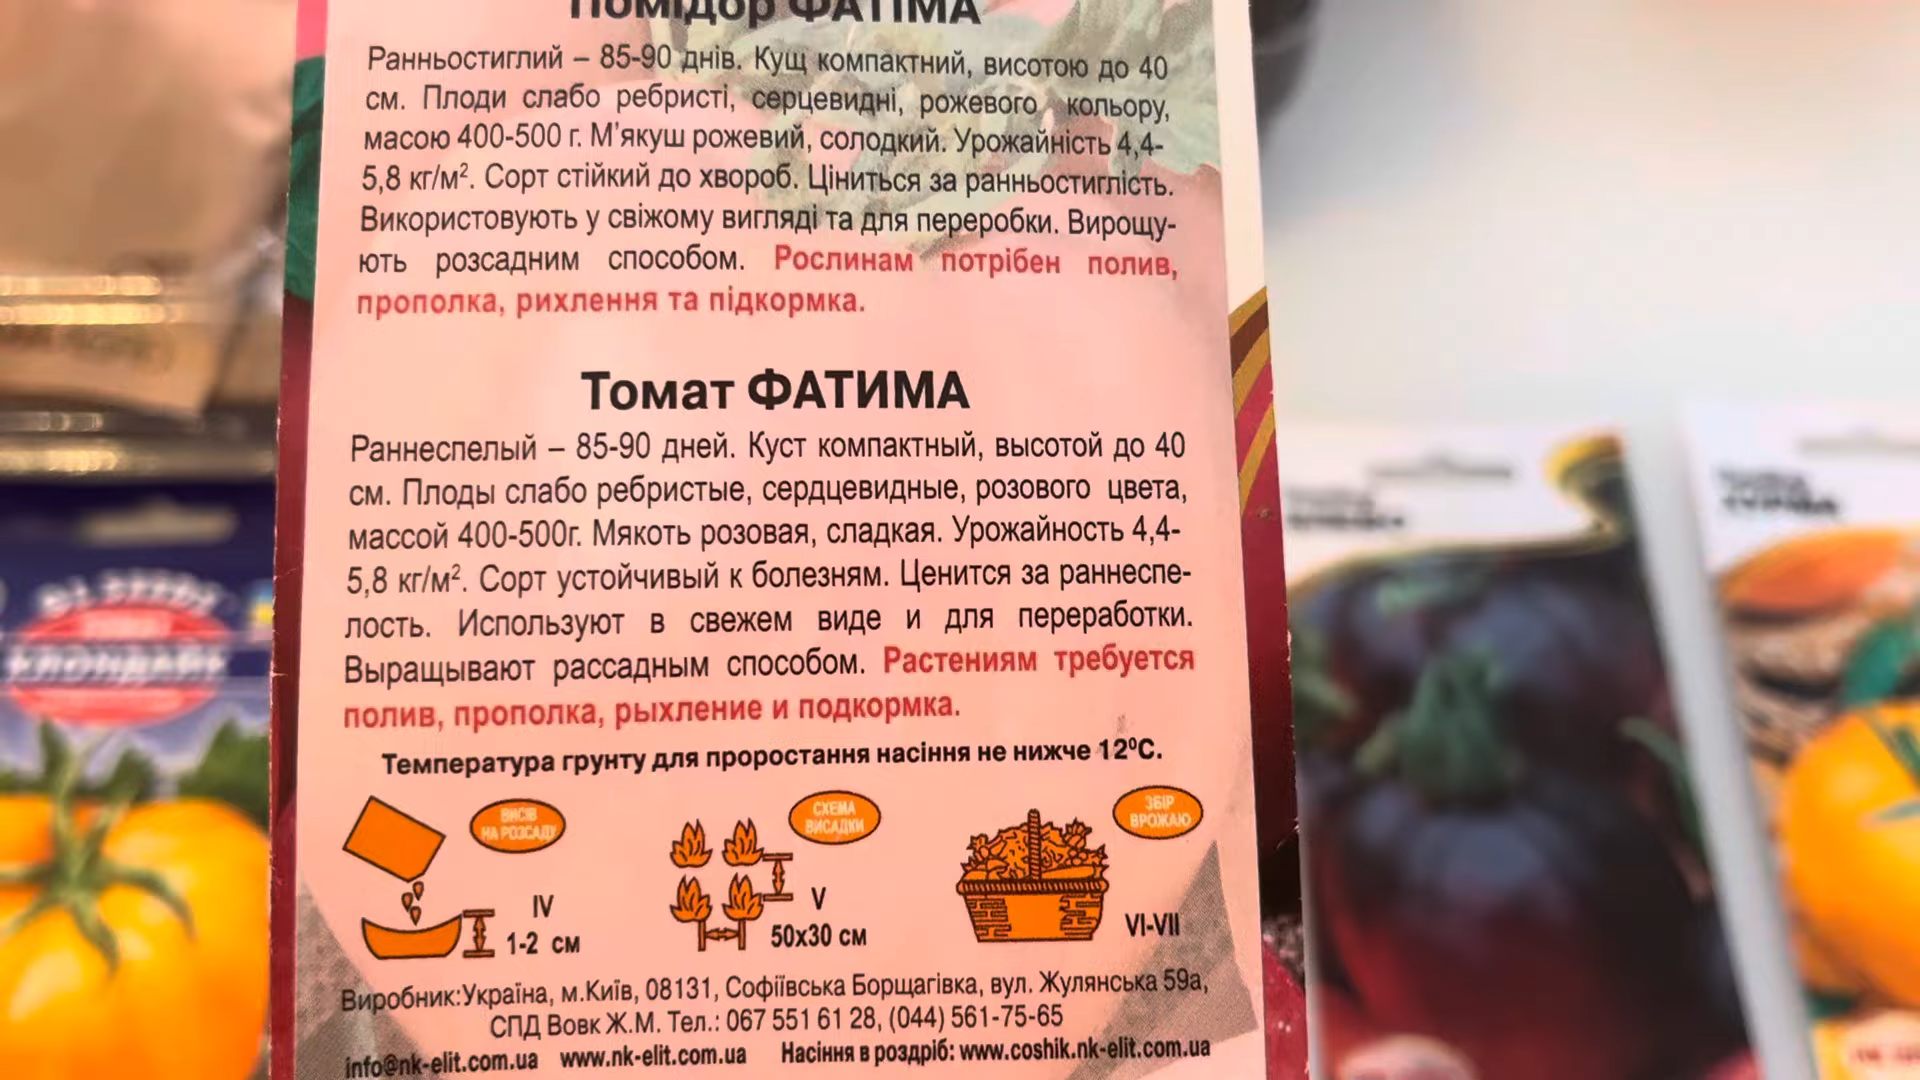 Помідор ФАТІМА
Ранньостиглий – 85-90 днів. Кущ компактний, висотою до 40
см. Плоди слабо ребристі, серцевидні, рожевого кольору,
масою 400-500 г. М'якуш рожевий, солодкий. Урожайність 4,4-
5,8 кг/м². Сорт стійкий до хвороб. Ціниться за ранньостиглість.
Використовують у свіжому вигляді та для переробки. Вирощу-
ють розсадним способом. Рослинам потрібен полив,
прополка, рихлення та підкормка.
Томат ФАТИМА
Раннеспелый – 85-90 дней. Куст компактный, высотой до 40
см. Плоды слабо ребристые, сердцевидные, розового цвета,
массой 400-500г. Мякоть розовая, сладкая. Урожайность 4,4-
5,8 кг/м². Сорт устойчивый к болезням. Ценится за раннеспе-
лость. Используют в свежем виде и для переработки.
Выращывают рассадным способом. Растениям требуется
полив, прополка, рыхление и подкормка.
Температура грунту для проростання насіння не нижче 12⁰С.
ВИСІВ
НА РОЗСАДУ
IV
1-2 см
СХЕМА
ВИСАДКИ
V
50х30 см
ЗБІР
ВРОЖАЮ
VI-VII
Виробник:Україна, м.Київ, 08131, Софіївська Борщагівка, вул. Жулянська 59а,
СПД Вовк Ж.М. Тел.: 067 551 61 28, (044) 561-75-65
info@nk-elit.com.ua www.nk-elit.com.ua Насіння в роздріб: www.coshik.nk-elit.com.ua
КЛОНДАЙК